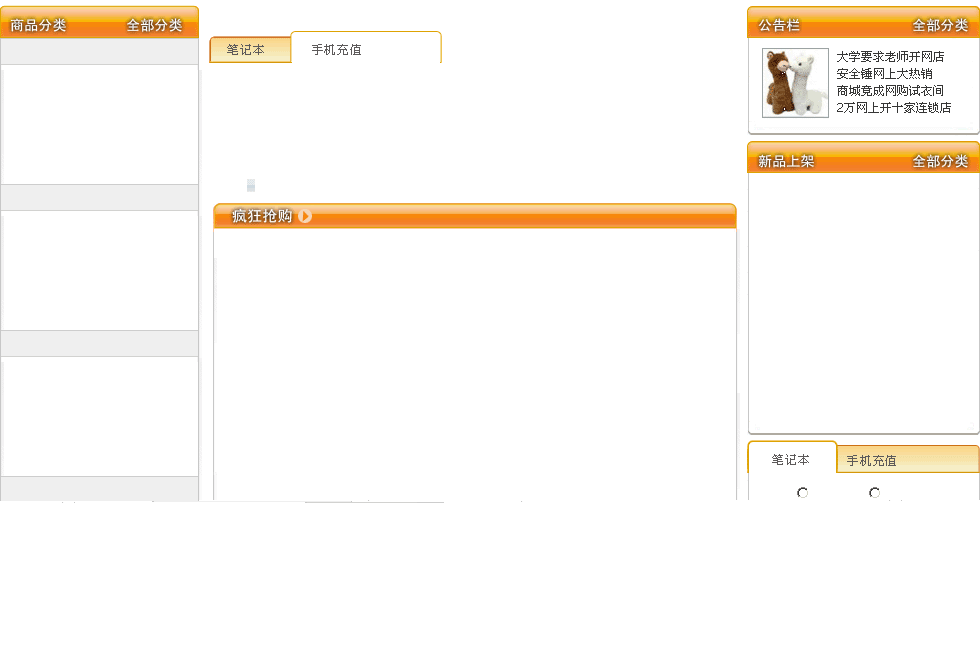 商品分类 全部分类
笔记本 手机充值
疯狂抢购
公告栏 全部分类
大学要求老师开网店
安全锤网上大热销
商城竟成网购试衣间
2万网上开十家连锁店
新品上架 全部分类
笔记本 手机充值